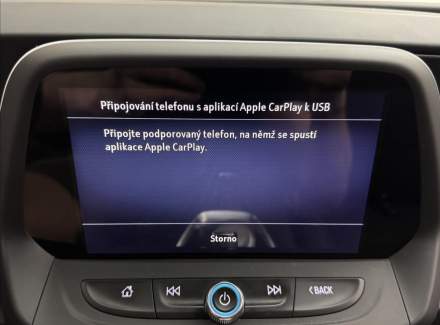 Připojování telefonu s aplikací Apple CarPlay k USB
Připojte podporovaný telefon, na němž se spustí
aplikace Apple CarPlay.
Storno
BACK